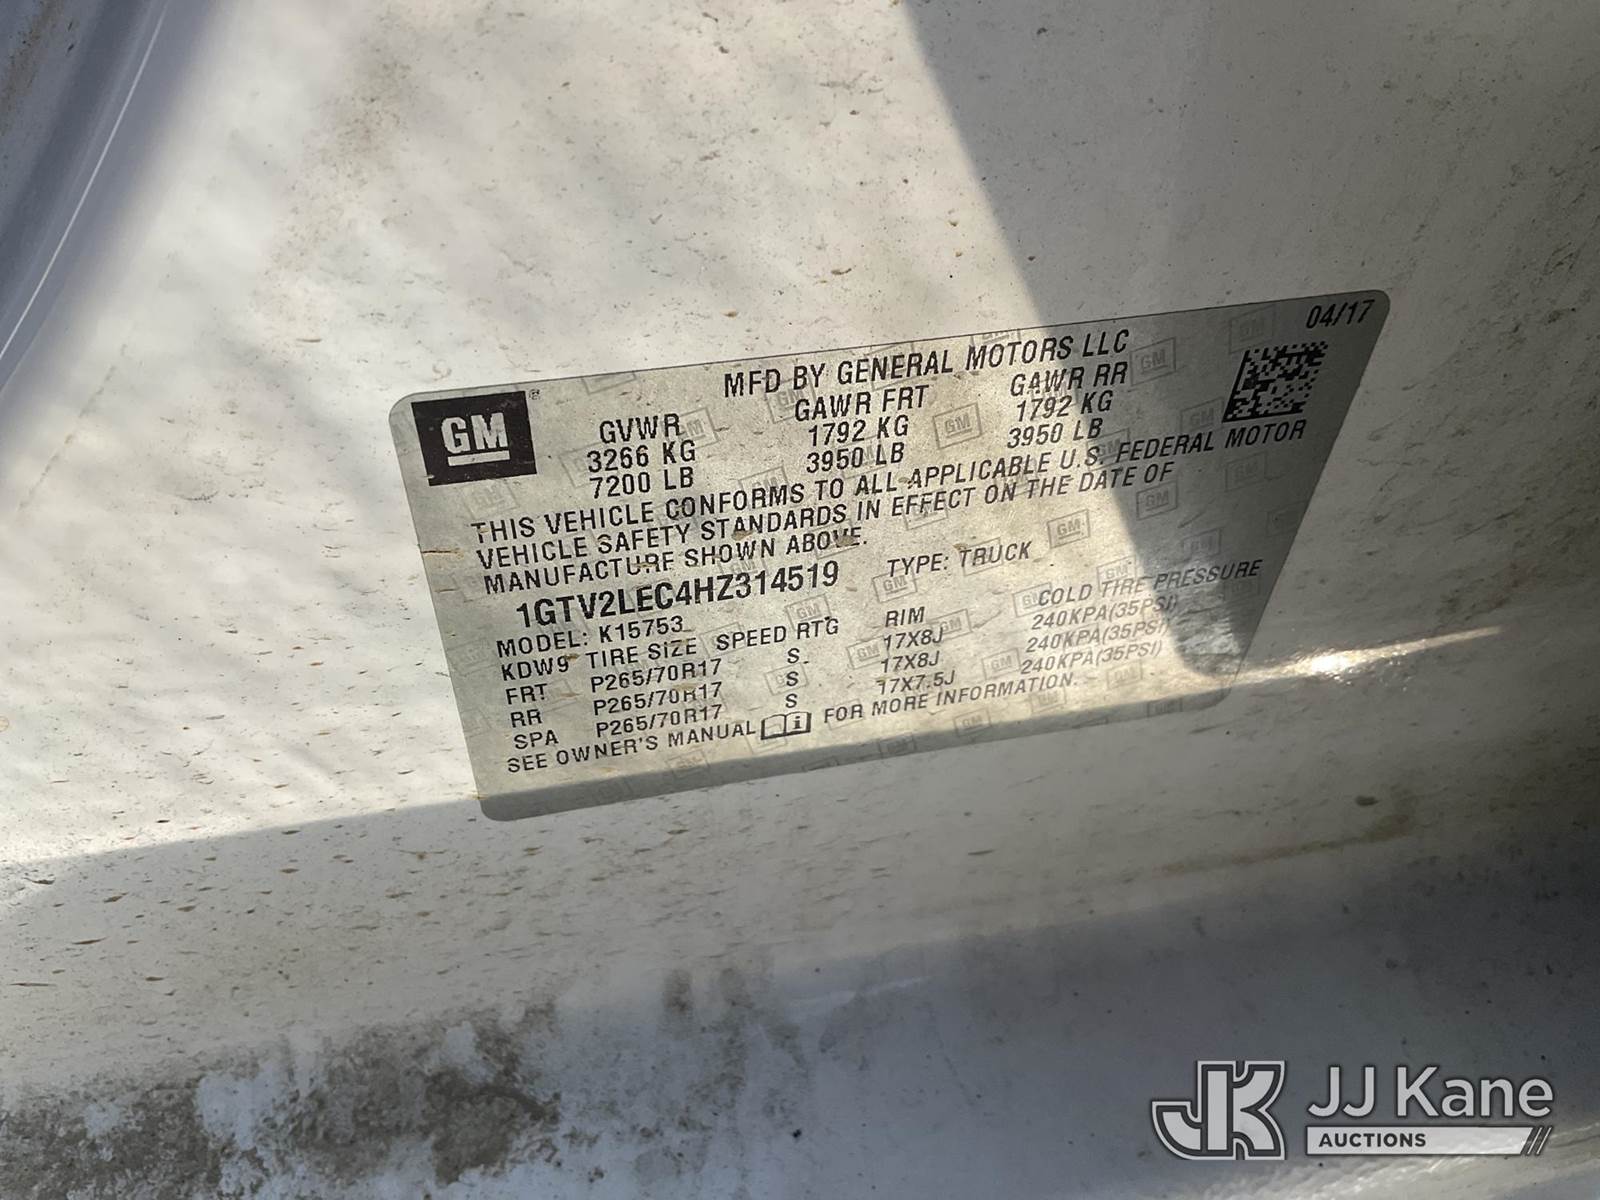 04/17
MFD BY GENERAL MOTORS LLC
GM®
GVWR GAWR FRT GAWR RR
3266 KG 1792 KG 1792 KG
7200 LB 3950 LB 3950 LB
THIS VEHICLE CONFORMS TO ALL APPLICABLE U.S. FEDERAL MOTOR
VEHICLE SAFETY STANDARDS IN EFFECT ON THE DATE OF
MANUFACTURE SHOWN ABOVE.
1GTV2LEC4HZ314519 TYPE: TRUCK
MODEL: K15753
KDW9 TIRE SIZE SPEED RTG RIM COLD TIRE PRESSURE
FRT P265/70R17 S 17X8J 240KPA(35PSI)
RR P265/70R17 S 17X8J 240KPA(35PSI)
SPA P265/70R17 S 17X7.5J 240KPA(35PSI)
SEE OWNER'S MANUAL FOR MORE INFORMATION.
JK JJ Kane
AUCTIONS